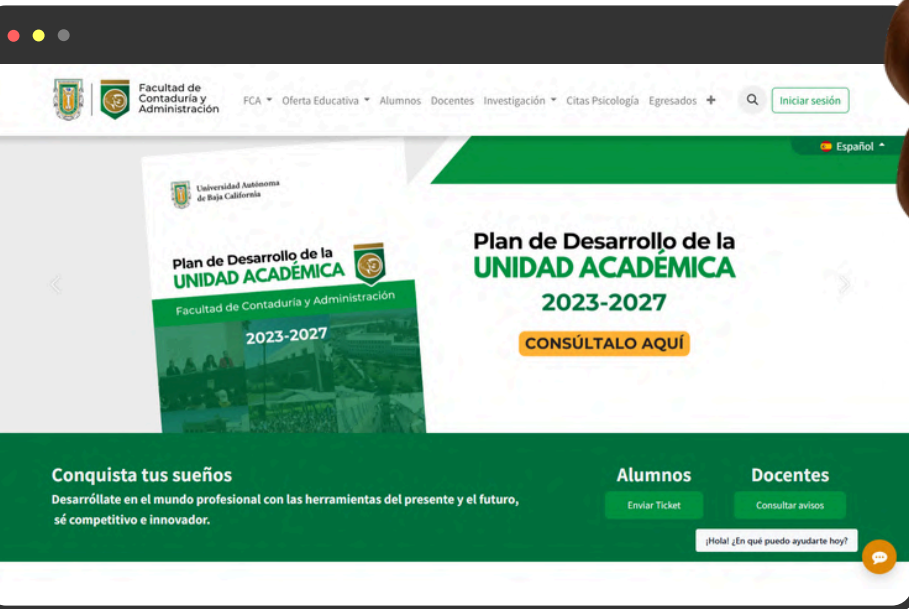 Facultad de
Contaduría y
Administración
FCA
Oferta Educativa
Alumnos
Docentes
Investigación
Citas Psicología
Egresados
Iniciar sesión
Español
Universidad Autónoma
de Baja California
Plan de Desarrollo de la
UNIDAD ACADÉMICA
Facultad de Contaduría y Administración
2023-2027
Plan de Desarrollo de la
UNIDAD ACADÉMICA
2023-2027
CONSÚLTALO AQUÍ
Conquista tus sueños
Desarróllate en el mundo profesional con las herramientas del presente y el futuro,
sé competitivo e innovador.
Alumnos
Enviar Ticket
Docentes
Consultar avisos
¡Hola! ¿En qué puedo ayudarte hoy?